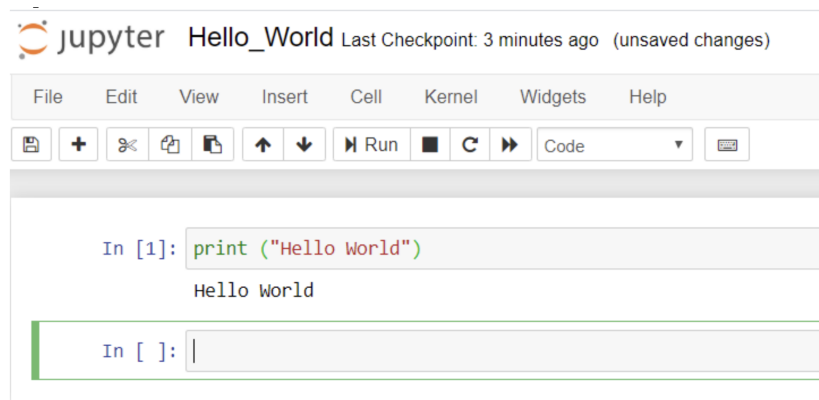 jupyter Hello_World Last Checkpoint: 3 minutes ago (unsaved changes)
File Edit View Insert Cell Kernel Widgets Help
Run Code
In [1]: print ("Hello World")
Hello World
In [ ]: